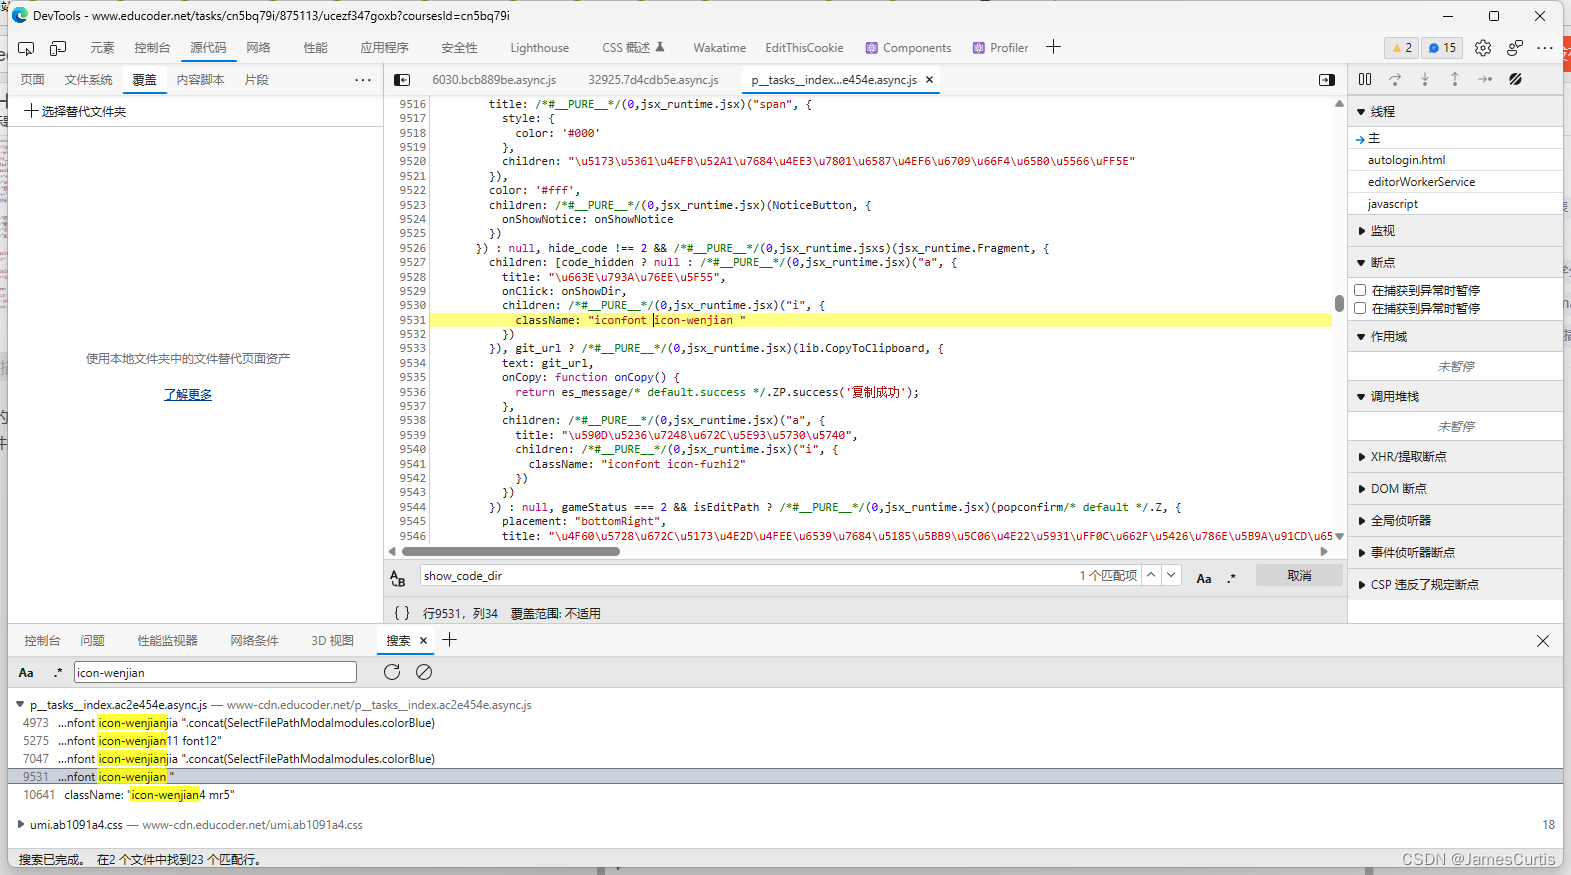 DevTools - www.educoder.net/tasks/cn5bq79i/875113/ucezf347goxb?coursesId=cn5bq79i
元素 控制台 源代码 网络 性能 应用程序 安全性 Lighthouse CSS 概述 Wakatime EditThisCookie Components Profiler 2 15
页面 文件系统 覆盖 内容脚本 片段
6030.bcb889be.async.js 32925.7d4cdb5e.async.js p__tasks__index...e454e.async.js
选择替代文件夹
使用本地文件夹中的文件替代页面资产
了解更多
9516 title: /*#__PURE__*/(0,jsx_runtime.jsx)("span", {
9517 style: {
9518 color: '#000'
9519 },
9520 children: "\u5173\u5361\u4EFB\u52A1\u7684\u4EE3\u7801\u6587\u4EF6\u6709\u66F4\u65B0\u5566\uFF5E"
9521 }),
9522 color: '#fff',
9523 children: /*#__PURE__*/(0,jsx_runtime.jsx)(NoticeButton, {
9524 onShowNotice: onShowNotice
9525 })
9526 }) : null, hide_code !== 2 && /*#__PURE__*/(0,jsx_runtime.jsxs)(jsx_runtime.Fragment, {
9527 children: [code_hidden ? null : /*#__PURE__*/(0,jsx_runtime.jsx)("a", {
9528 title: "\u663E\u793A\u76EE\u5F55",
9529 onClick: onShowDir,
9530 children: /*#__PURE__*/(0,jsx_runtime.jsx)("i", {
9531 className: "iconfont icon-wenjian "
9532 })
9533 }), git_url ? /*#__PURE__*/(0,jsx_runtime.jsx)(lib.CopyToClipboard, {
9534 text: git_url,
9535 onCopy: function onCopy() {
9536 return es_message/* default.success */.ZP.success('复制成功');
9537 },
9538 children: /*#__PURE__*/(0,jsx_runtime.jsx)("a", {
9539 title: "\u590D\u5236\u7248\u672C\u5E93\u5730\u5740",
9540 children: /*#__PURE__*/(0,jsx_runtime.jsx)("i", {
9541 className: "iconfont icon-fuzhi2"
9542 })
9543 })
9544 }) : null, gameStatus === 2 && isEditPath ? /*#__PURE__*/(0,jsx_runtime.jsx)(popconfirm/* default */.Z, {
9545 placement: "bottomRight",
9546 title: "\u4F60\u5728\u672C\u5173\u4E2D\u4FEE\u6539\u7684\u5185\u5BB9\u5C06\u4E22\u5931\uFF0C\u662F\u5426\u786E\u5B9A\u91CD\u65
show_code_dir 1 个匹配项 Aa .* 取消
{ } 行9531，列34 覆盖范围: 不适用
线程
主
autologin.html
editorWorkerService
javascript
监视
断点
在捕获到异常时暂停
在捕获到异常时暂停
作用域
未暂停
调用堆栈
未暂停
XHR/提取断点
DOM 断点
全局侦听器
事件侦听器断点
CSP 违反了规定断点
控制台 问题 性能监视器 网络条件 3D 视图 搜索
Aa .* icon-wenjian
p__tasks__index.ac2e454e.async.js — www-cdn.educoder.net/p__tasks__index.ac2e454e.async.js
4973 ...nfont icon-wenjianjia ".concat(SelectFilePathModalmodules.colorBlue)
5275 ...nfont icon-wenjian11 font12"
7047 ...nfont icon-wenjianjia ".concat(SelectFilePathModalmodules.colorBlue)
9531 ...nfont icon-wenjian "
10641 className: "icon-wenjian4 mr5"
umi.ab1091a4.css — www-cdn.educoder.net/umi.ab1091a4.css 18
搜索已完成。 在2 个文件中找到23 个匹配行。
CSDN @JamesCurtis